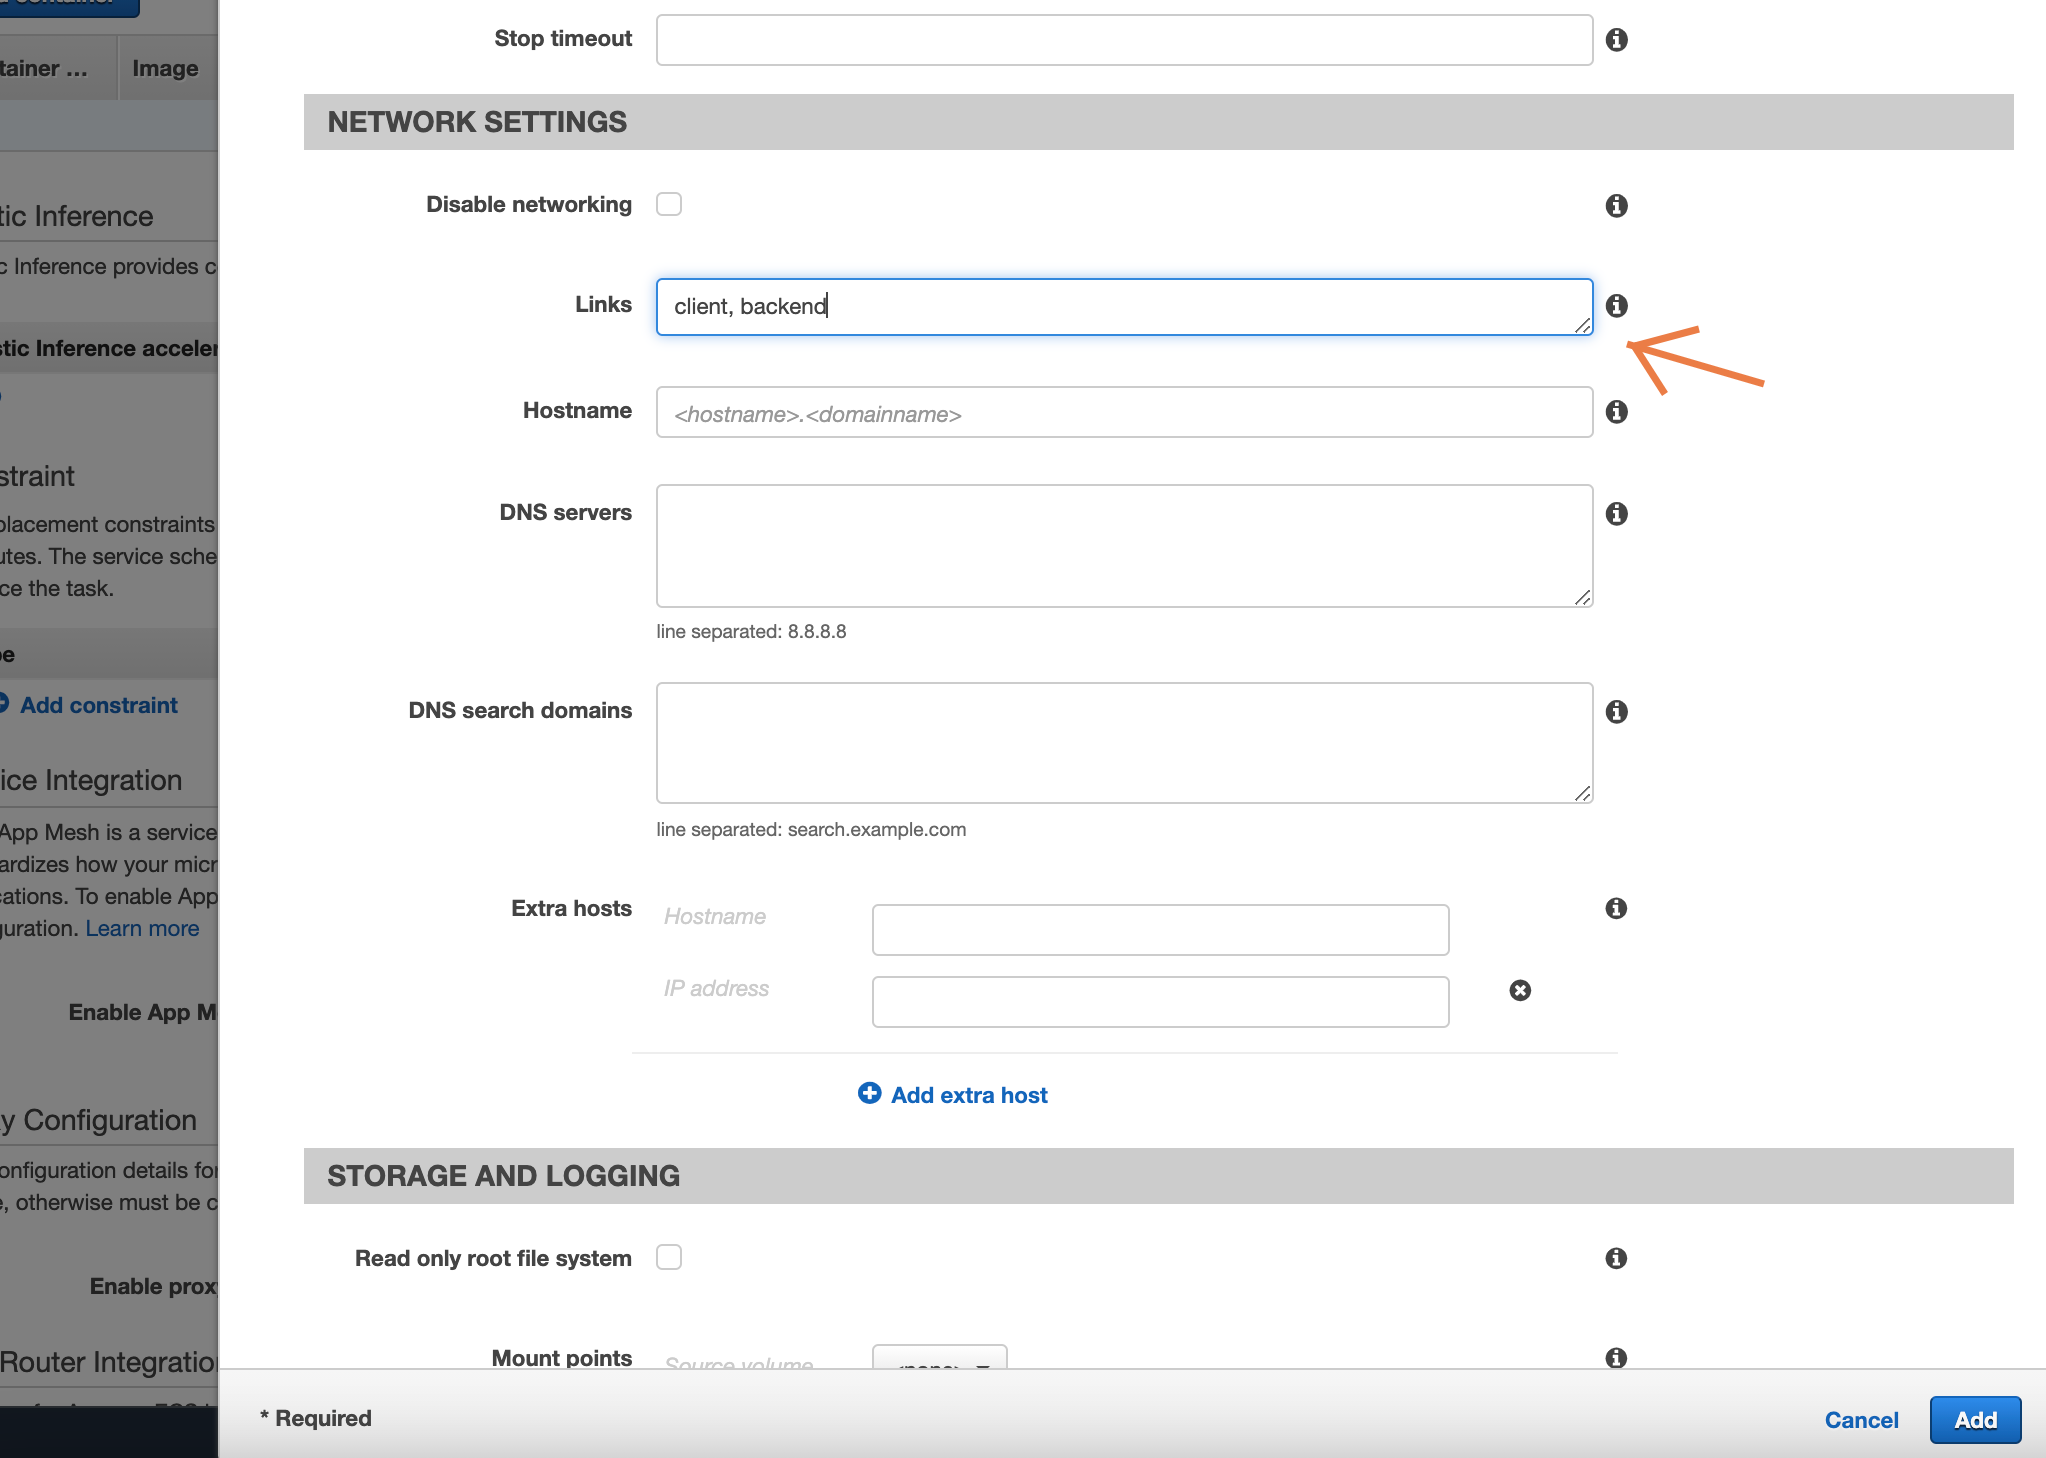 Image
Stop timeout
NETWORK SETTINGS
Disable networking
Links
client, backend
Hostname
<hostname>.<domainname>
DNS servers
line separated: 8.8.8.8
DNS search domains
line separated: search.example.com
Extra hosts
Hostname
IP address
Add extra host
STORAGE AND LOGGING
Read only root file system
Mount points
Source volume
<none>
* Required
Cancel
Add
tainer ...
tic Inference
c Inference provides c
stic Inference acceler
straint
placement constraints
utes. The service sche
ce the task.
pe
Add constraint
ice Integration
App Mesh is a service
ardizes how your micr
cations. To enable App
guration. Learn more
Enable App M
y Configuration
onfiguration details for
e, otherwise must be c
Enable prox
Router Integratio